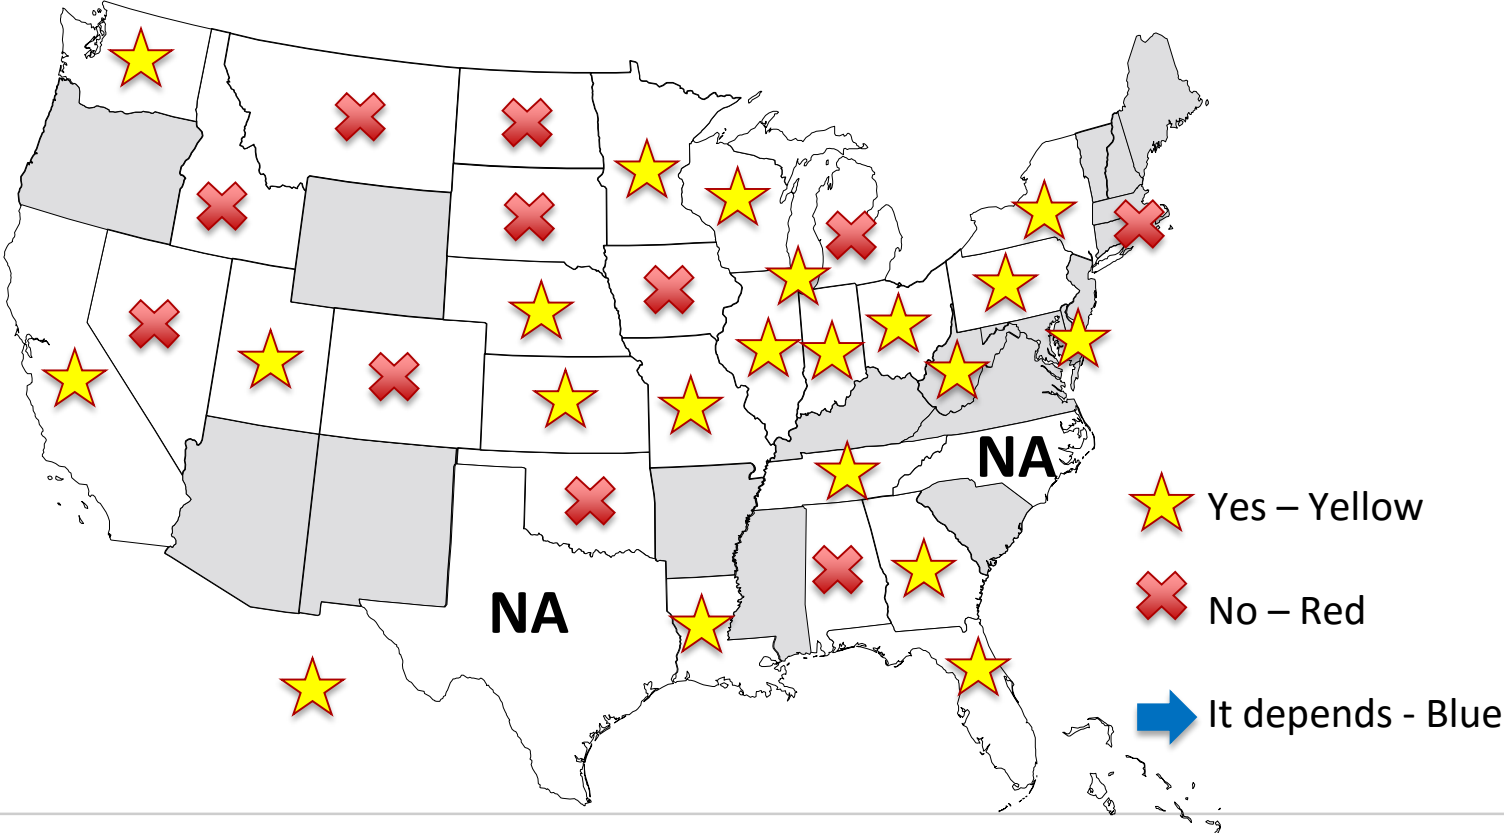 NA
Yes – Yellow
No – Red
NA
It depends - Blue